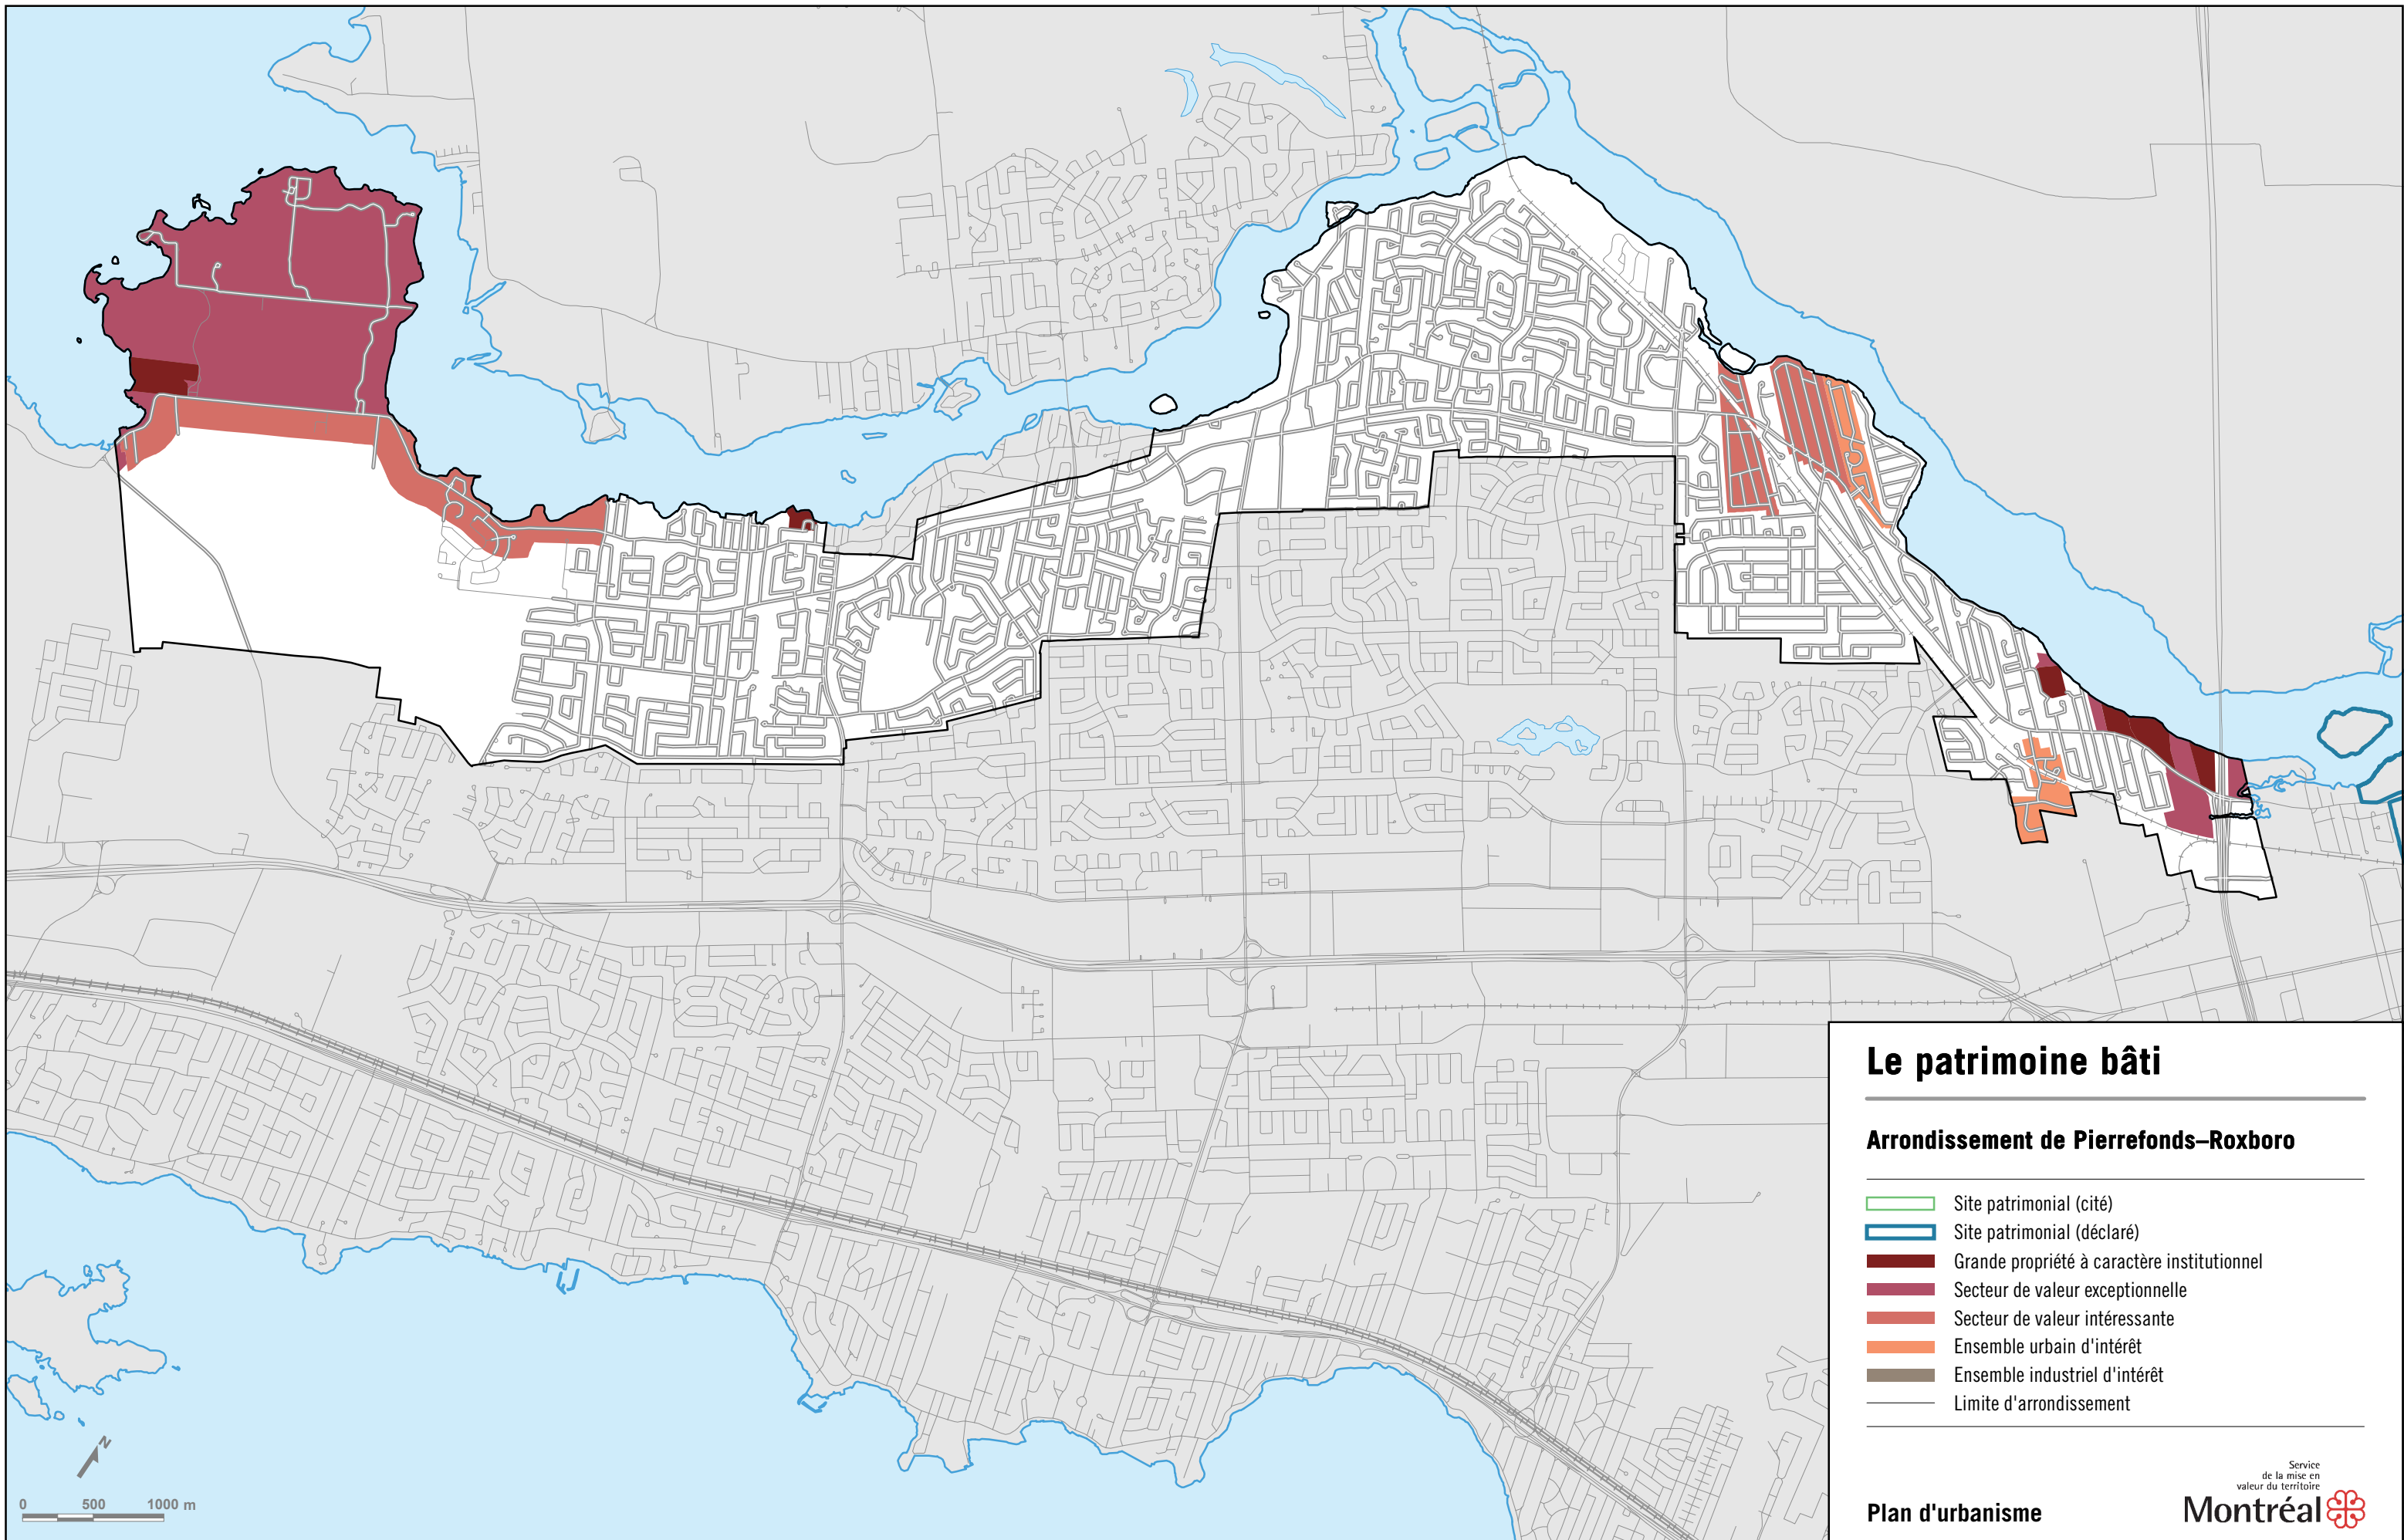 Le patrimoine bâti
Arrondissement de Pierrefonds–Roxboro
Site patrimonial (cité)
Site patrimonial (déclaré)
Grande propriété à caractère institutionnel
Secteur de valeur exceptionnelle
Secteur de valeur intéressante
Ensemble urbain d'intérêt
Ensemble industriel d'intérêt
Limite d'arrondissement
N
0 500 1000 m
Service
de la mise en
valeur du territoire
Plan d'urbanisme
Montréal